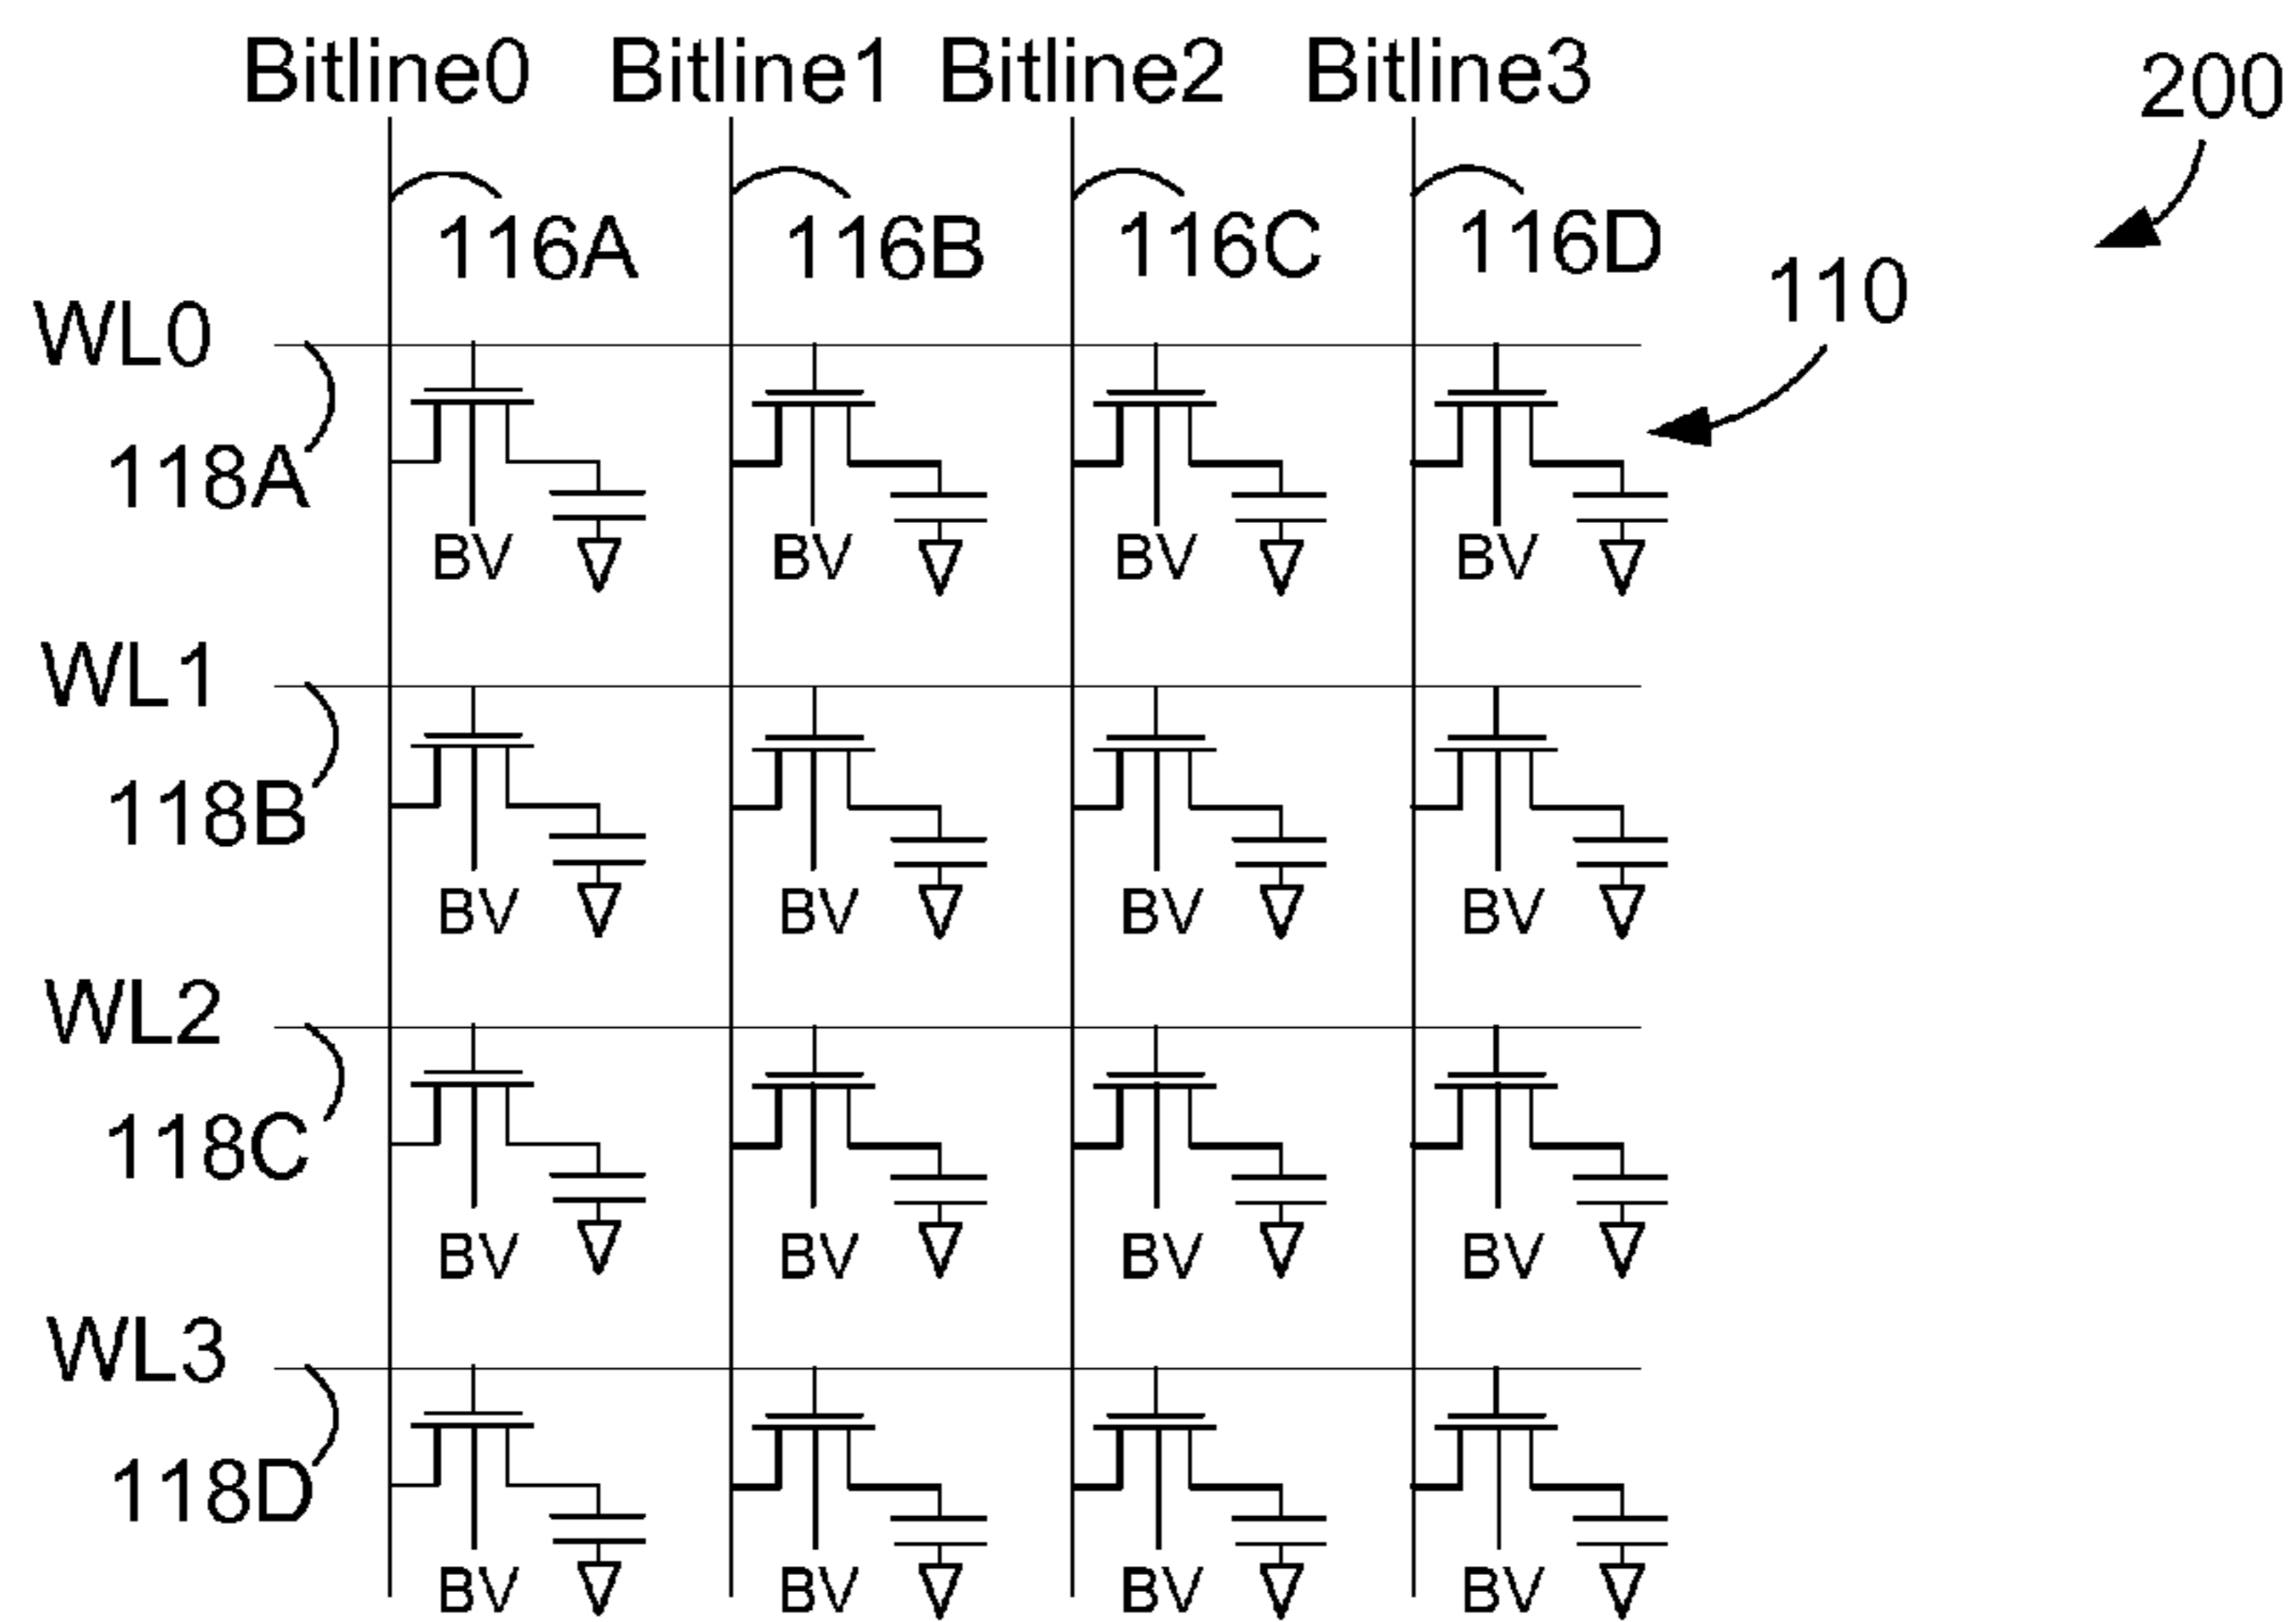 Bitline0 Bitline1 Bitline2 Bitline3
200
116A 116B 116C 116D
110
WL0
118A
BV BV BV BV
WL1
118B
BV BV BV BV
WL2
118C
BV BV BV BV
WL3
118D
BV BV BV BV